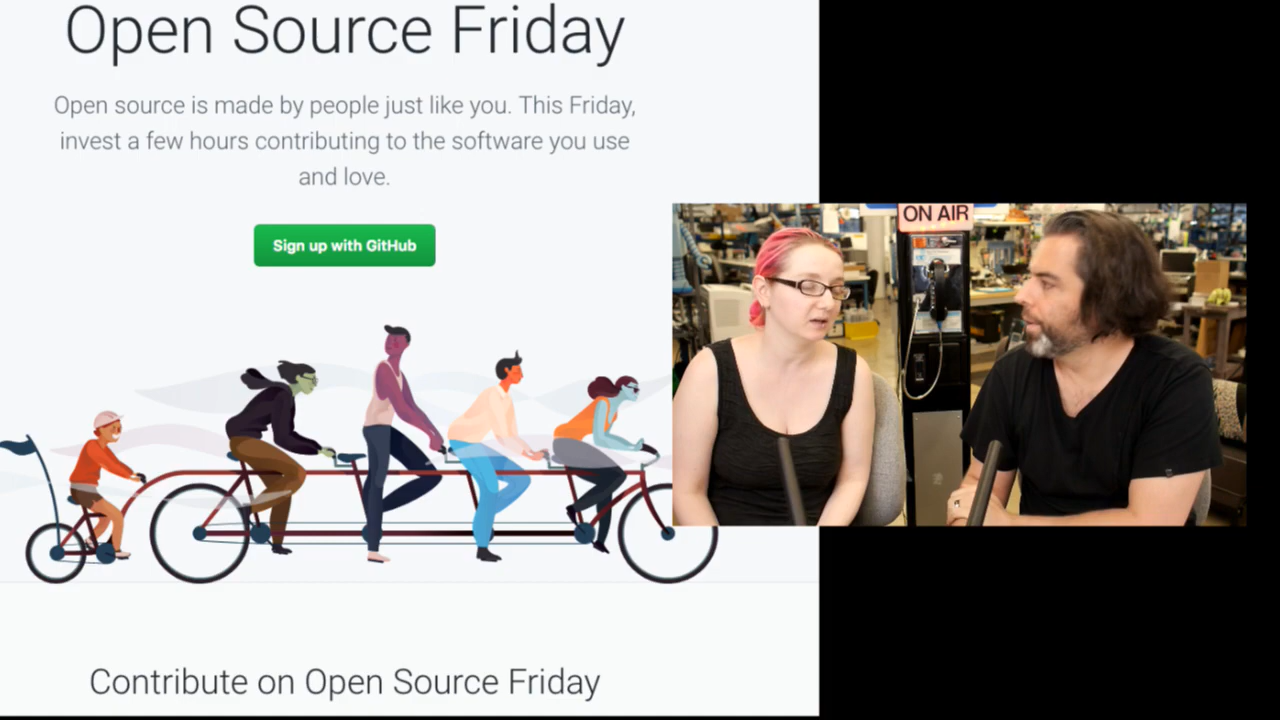 Open Source Friday
Open source is made by people just like you. This Friday,
invest a few hours contributing to the software you use
and love.
Sign up with GitHub
ON AIR
Contribute on Open Source Friday